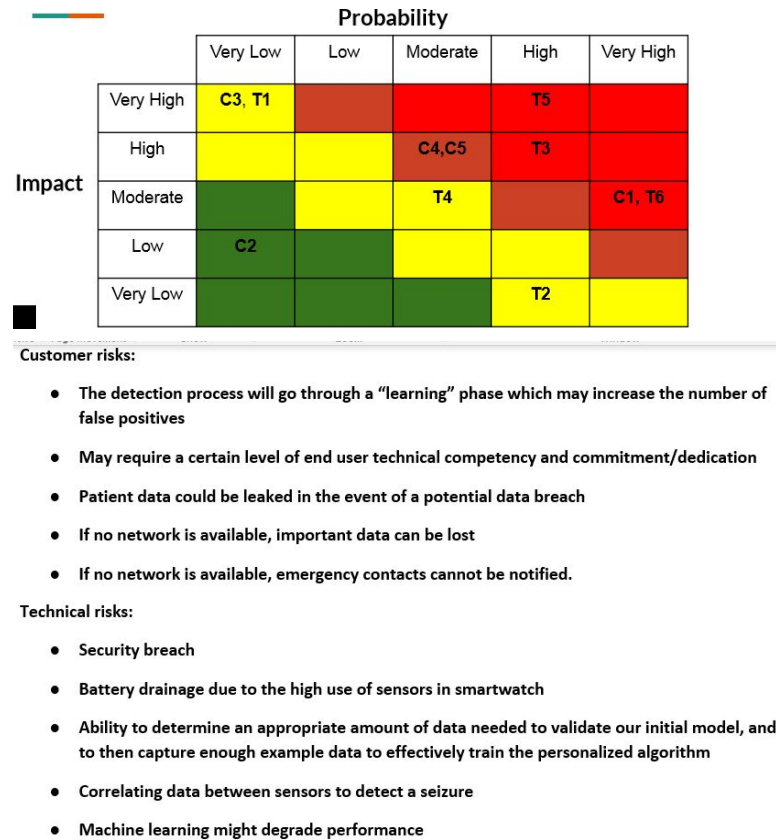 Probability
Very Low Low Moderate High Very High
Very High C3, T1 T5
High C4,C5 T3
Impact
Moderate T4 C1, T6
Low C2
Very Low T2
Customer risks:
● The detection process will go through a “learning” phase which may increase the number of
false positives
● May require a certain level of end user technical competency and commitment/dedication
● Patient data could be leaked in the event of a potential data breach
● If no network is available, important data can be lost
● If no network is available, emergency contacts cannot be notified.
Technical risks:
● Security breach
● Battery drainage due to the high use of sensors in smartwatch
● Ability to determine an appropriate amount of data needed to validate our initial model, and
to then capture enough example data to effectively train the personalized algorithm
● Correlating data between sensors to detect a seizure
● Machine learning might degrade performance